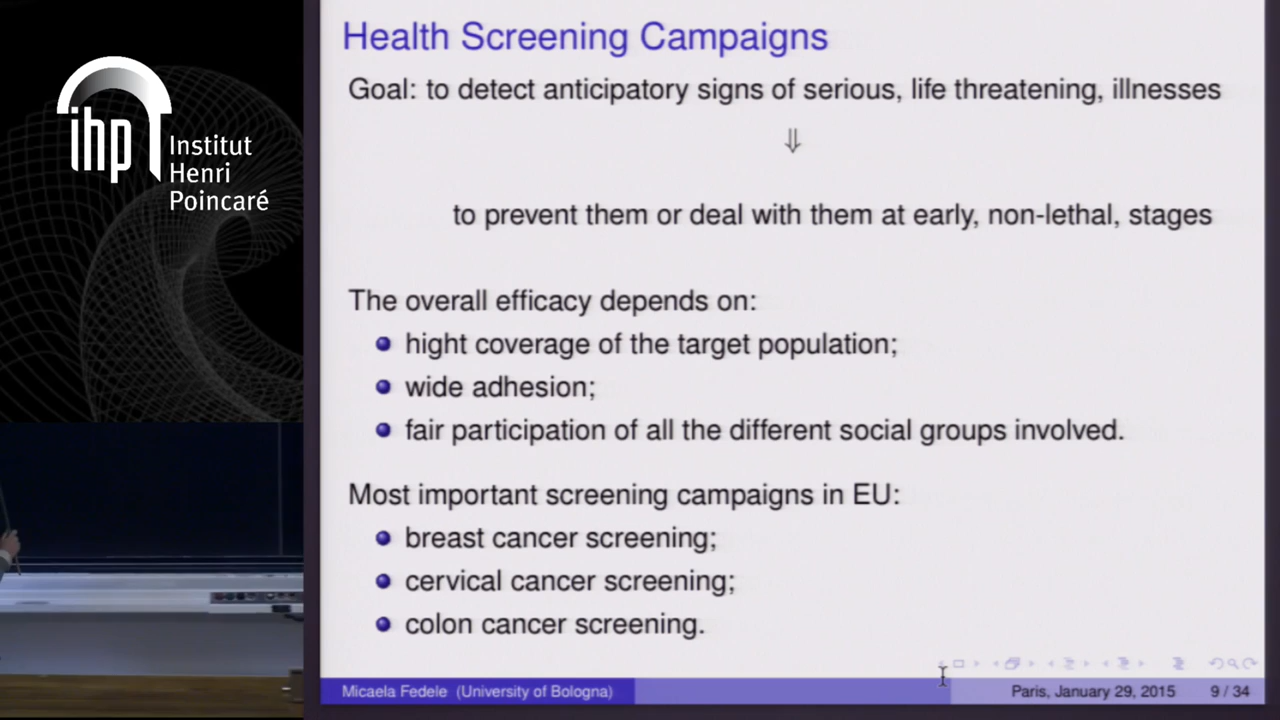 ihp
Institut
Henri
Poincaré
Health Screening Campaigns
Goal: to detect anticipatory signs of serious, life threatening, illnesses
⇓
to prevent them or deal with them at early, non-lethal, stages
The overall efficacy depends on:
hight coverage of the target population;
wide adhesion;
fair participation of all the different social groups involved.
Most important screening campaigns in EU:
breast cancer screening;
cervical cancer screening;
colon cancer screening.
Micaela Fedele (University of Bologna)
Paris, January 29, 2015 9 / 34